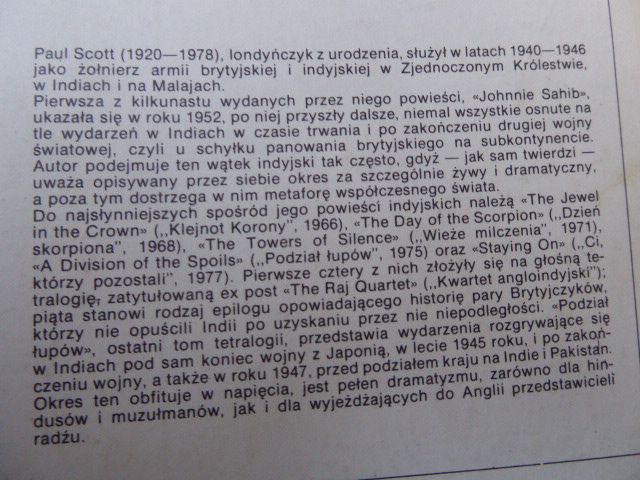 Paul Scott (1920—1978), londyńczyk z urodzenia, służył w latach 1940—1946
jako żołnierz armii brytyjskiej i indyjskiej w Zjednoczonym Królestwie,
w Indiach i na Malajach.
Pierwsza z kilkunastu wydanych przez niego powieści, «Johnnie Sahib»,
ukazała się w roku 1952, po niej przyszły dalsze, niemal wszystkie osnute na
tle wydarzeń w Indiach w czasie trwania i po zakończeniu drugiej wojny
światowej, czyli u schyłku panowania brytyjskiego na subkontynencie.
Autor podejmuje ten wątek indyjski tak często, gdyż — jak sam twierdzi —
uważa opisywany przez siebie okres za szczególnie żywy i dramatyczny,
a poza tym dostrzega w nim metaforę współczesnego świata.
Do najsłynniejszych spośród jego powieści indyjskich należą «The Jewel
in the Crown» („Klejnot Korony", 1966), «The Day of the Scorpion» („Dzień
skorpiona", 1968), «The Towers of Silence» („Wieże milczenia", 1971),
«A Division of the Spoils» („Podział łupów", 1975) oraz «Staying On» („Ci,
którzy pozostali", 1977). Pierwsze cztery z nich złożyły się na głośną te-
tralogię, zatytułowaną ex post «The Raj Quartet» („Kwartet angloindyjski");
piąta stanowi rodzaj epilogu opowiadającego historię pary Brytyjczyków,
którzy nie opuścili Indii po uzyskaniu przez nie niepodległości. «Podział
łupów», ostatni tom tetralogii, przedstawia wydarzenia rozgrywające się
w Indiach pod sam koniec wojny z Japonią, w lecie 1945 roku, i po zakoń-
czeniu wojny, a także w roku 1947, przed podziałem kraju na Indie i Pakistan.
Okres ten obfituje w napięcia, jest pełen dramatyzmu, zarówno dla hin-
dusów i muzułmanów, jak i dla wyjeżdżających do Anglii przedstawicieli
radżu.